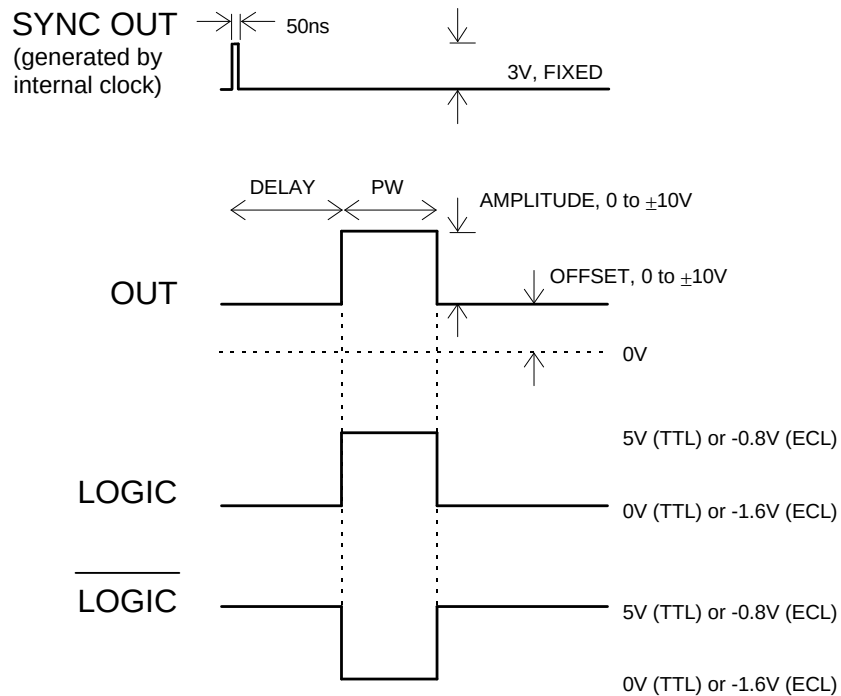 SYNC OUT
(generated by
internal clock)
50ns
3V, FIXED
DELAY
PW
AMPLITUDE, 0 to ±10V
OUT
OFFSET, 0 to ±10V
0V
LOGIC
5V (TTL) or -0.8V (ECL)
0V (TTL) or -1.6V (ECL)
LOGIC
5V (TTL) or -0.8V (ECL)
0V (TTL) or -1.6V (ECL)